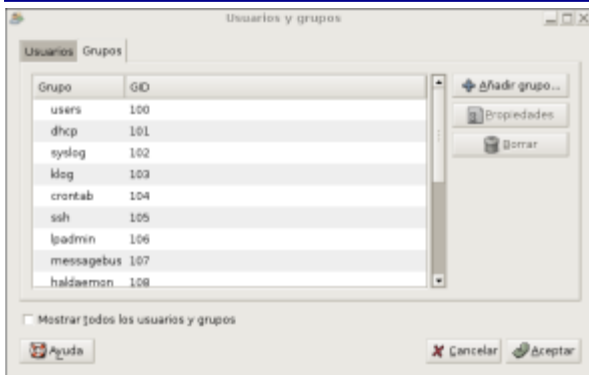 Usuarios y grupos
Usuarios Grupos
Grupo GID
users 100
dhcp 101
syslog 102
klog 103
crontab 104
ssh 105
lpadmin 106
messagebus 107
haldaemon 108
Añadir grupo...
Propiedades
Borrar
Mostrar todos los usuarios y grupos
Ayuda
Cancelar Aceptar